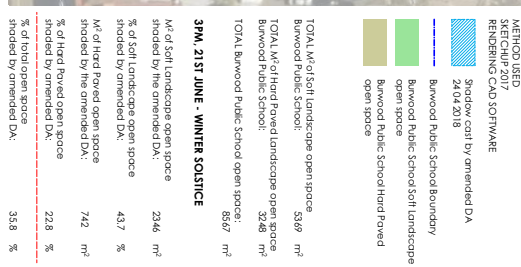 METHOD USED
SKETCHUP 2017
RENDERING CAD SOFTWARE
Shadow cast by amended DA
24 04 2018
Burwood Public School Boundary
Burwood Public School Soft Landscape
open space
Burwood Public School Hard Paved
open space
TOTAL M² of Soft Landscape open space
Burwood Public School: 5369 m²
TOTAL M² of Hard Paved Landscape open space
Burwood Public School: 3248 m²
TOTAL Burwood Public School open space:
8567 m²
3PM, 21ST JUNE - WINTER SOLSTICE
M² of Soft Landscape open space
shaded by the amended DA: 2346 m²
% of Soft Landscape open space
shaded by amended DA: 43.7 %
M² of Hard Paved open space
shaded by the amended DA: 742 m²
% of Hard Paved open space
shaded by amended DA: 22.8 %
% of total open space
shaded by amended DA: 35.8 %